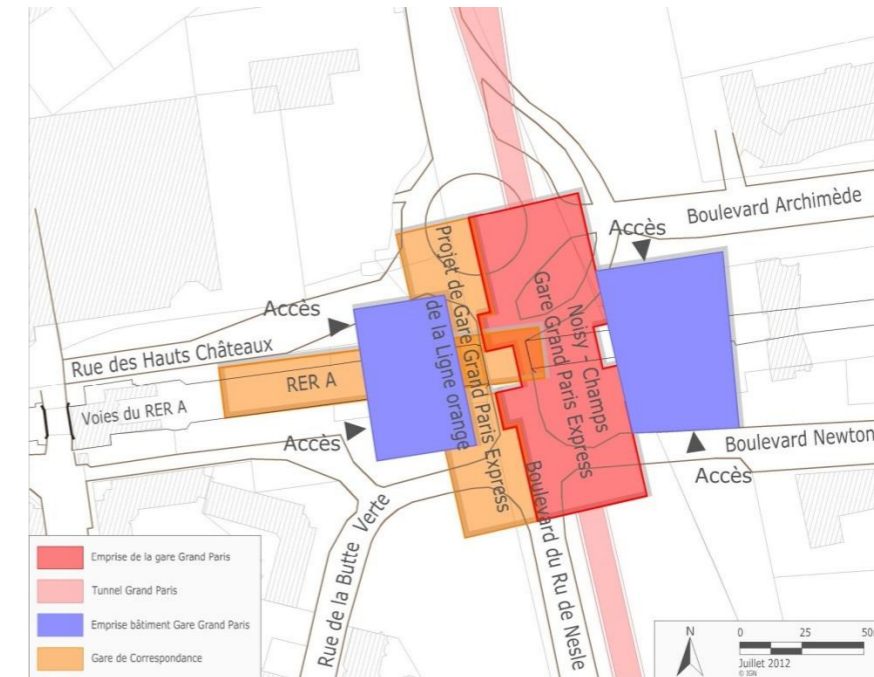 Boulevard Archimède
Accès
Projet de Gare Grand Paris Express
de la Ligne orange
Noisy - Champs
Gare Grand Paris Express
Accès
Rue des Hauts Châteaux
RER A
Voies du RER A
Accès
Boulevard Newton
Accès
Rue de la Butte Verte
Boulevard du Ru de Nesle
Emprise de la gare Grand Paris
Tunnel Grand Paris
Emprise bâtiment Gare Grand Paris
Gare de Correspondance
N
0 25 50
Juillet 2012
© IGN